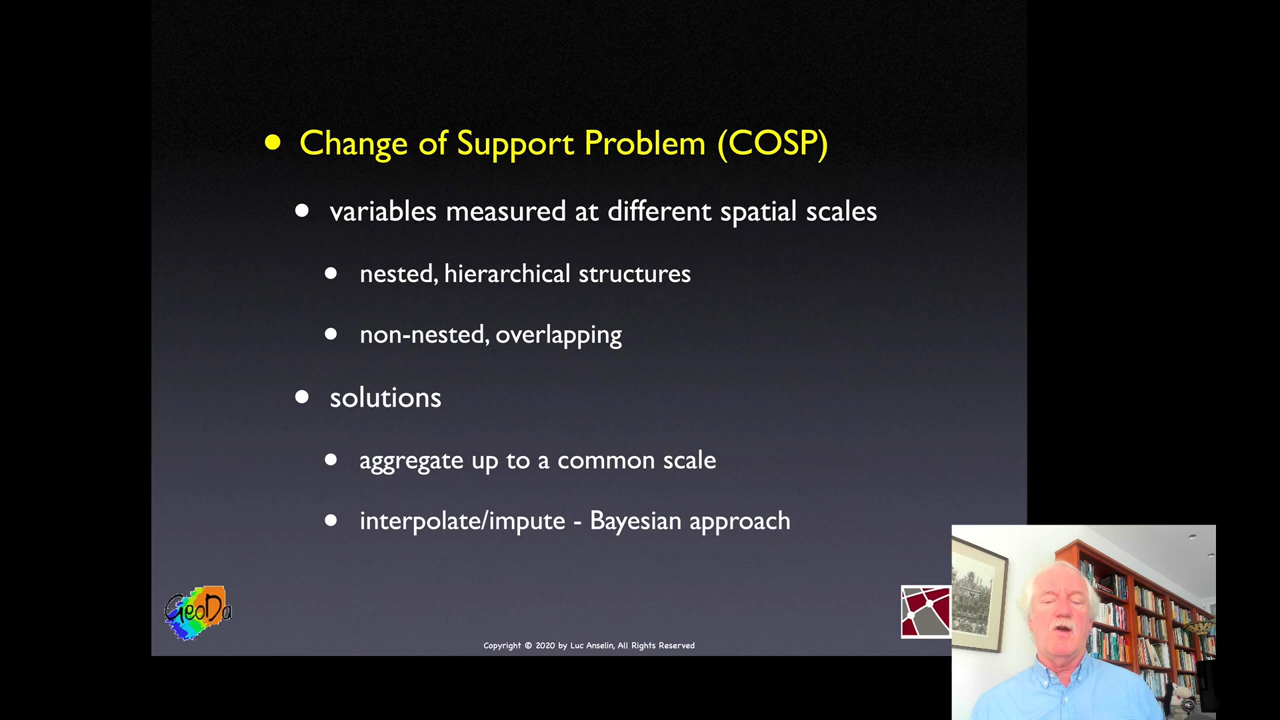 Change of Support Problem (COSP)
variables measured at different spatial scales
nested, hierarchical structures
non-nested, overlapping
solutions
aggregate up to a common scale
interpolate/impute - Bayesian approach
GeoDa
Copyright © 2020 by Luc Anselin, All Rights Reserved